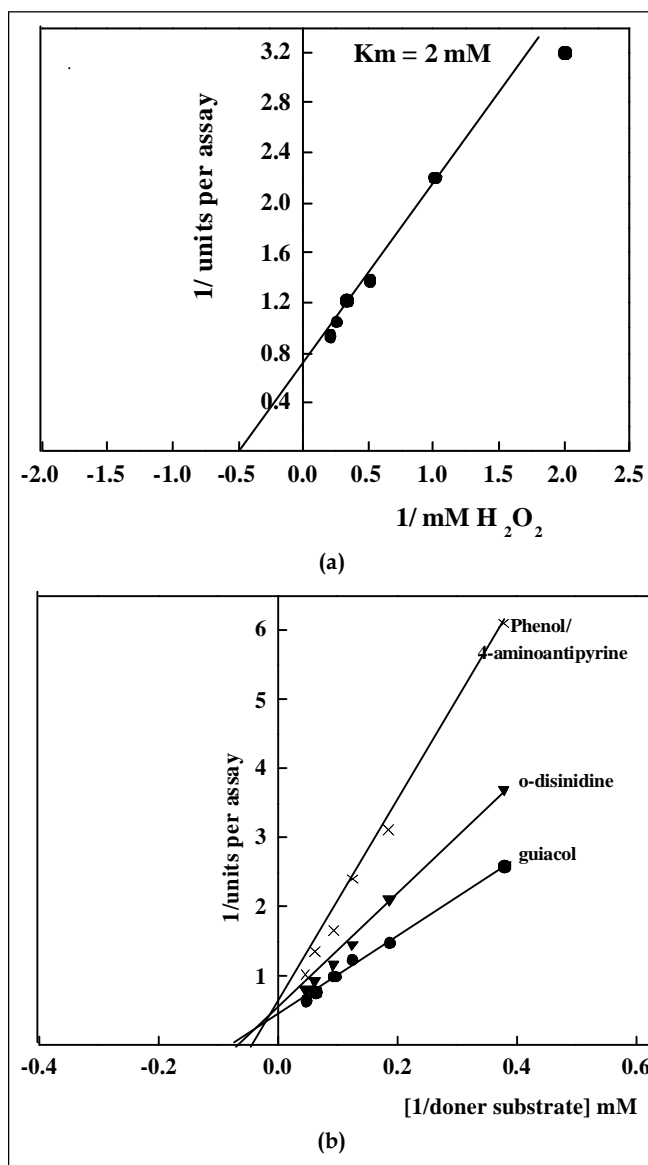 3.2
Km = 2 mM
2.8
2.4
2.0
1.6
1.2
0.8
0.4
1/ units per assay
-2.0 -1.5 -1.0 -0.5 0.0 0.5 1.0 1.5 2.0 2.5
1/ mM H2O2
(a)
6
Phenol/
4-aminoantipyrine
5
4
o-disinidine
3
guiacol
2
1
1/units per assay
-0.4 -0.2 0.0 0.2 0.4 0.6
[1/doner substrate] mM
(b)